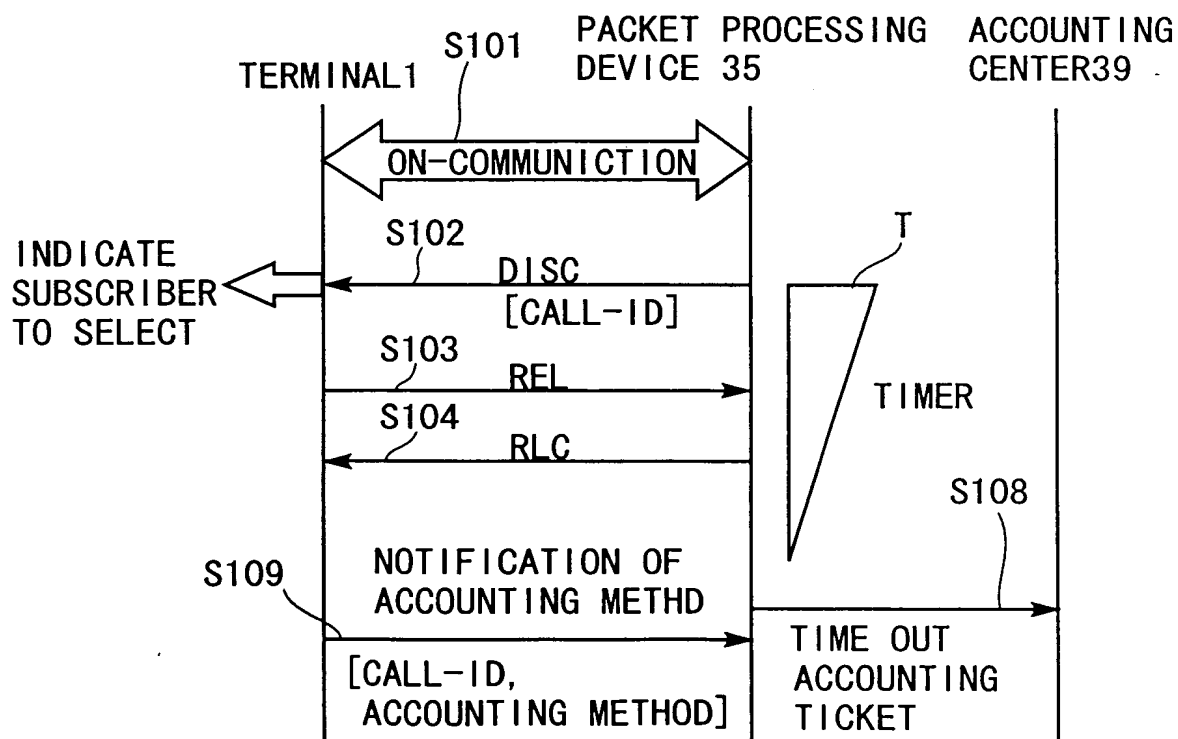 S101
PACKET PROCESSING
DEVICE 35
ACCOUNTING
CENTER39
TERMINAL1
ON-COMMUNICTION
S102
T
INDICATE
SUBSCRIBER
TO SELECT
DISC
[CALL-ID]
S103
REL
TIMER
S104
RLC
S108
S109
NOTIFICATION OF
ACCOUNTING METHD
TIME OUT
ACCOUNTING
TICKET
[CALL-ID,
ACCOUNTING METHOD]